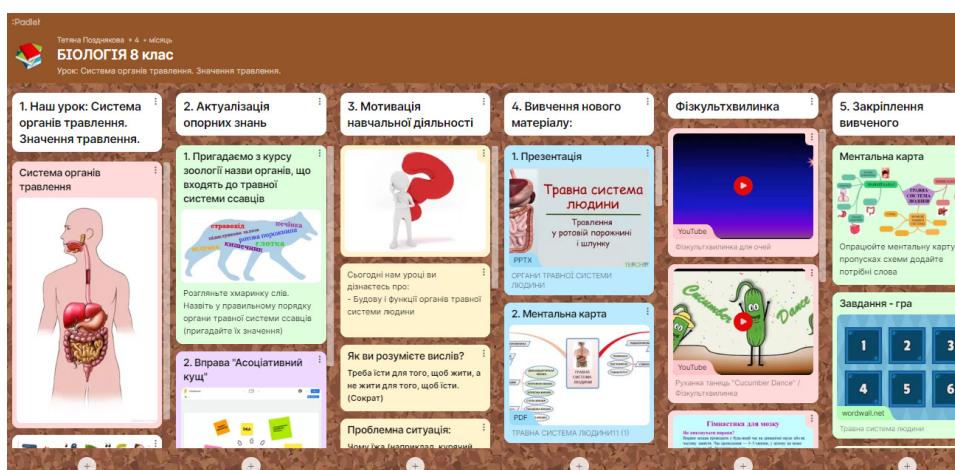 :Padlet
Тетяна Позднякова + 4 • місяць
БІОЛОГІЯ 8 клас
Урок: Система органів травлення. Значення травлення.
1. Наш урок: Система
органів травлення.
Значення травлення.
Система органів
травлення
2. Актуалізація
опорних знань
1. Пригадаємо з курсу
зоології назви органів, що
входять до травної
системи ссавців
стравохід
печінка
ротова порожнина
кишечник
глотка
Розгляньте хмаринку слів.
Назвіть у правильному порядку
органи травної системи ссавців
(пригадайте їх значення)
2. Вправа "Асоціативний
кущ"
3. Мотивація
навчальної діяльності
Сьогодні нам уроці ви
дізнаєтесь про:
- Будову і функції органів травної
системи людини
Як ви розумієте вислів?
Треба їсти для того, щоб жити, а
не жити для того, щоб їсти.
(Сократ)
Проблемна ситуація:
Чому їжа (наприклад, курячий
4. Вивчення нового
матеріалу:
1. Презентація
Травна система
людини
Травлення
у ротовій порожнині
і шлунку
PPTX
ОРГАНИ ТРАВНОЇ СИСТЕМИ
ЛЮДИНИ
2. Ментальна карта
ТРАВНА
СИСТЕМА
ЛЮДИНИ
PDF
ТРАВНА СИСТЕМА ЛЮДИНИ11 (1)
Фізкультхвилинка
YouTube
Фізкультхвилинка для очей
Cucumber Dance
YouTube
Руханка танець "Cucumber Dance" /
Фізкультхвилинка
Гімнастика для мозку
5. Закріплення
вивченого
Ментальна карта
ТРАВНА
СИСТЕМА
ЛЮДИНИ
Опрацюйте ментальну карту
пропусках схеми додайте
потрібні слова
Завдання - гра
1 2 3
4 5 6
wordwall.net
Травна система людини